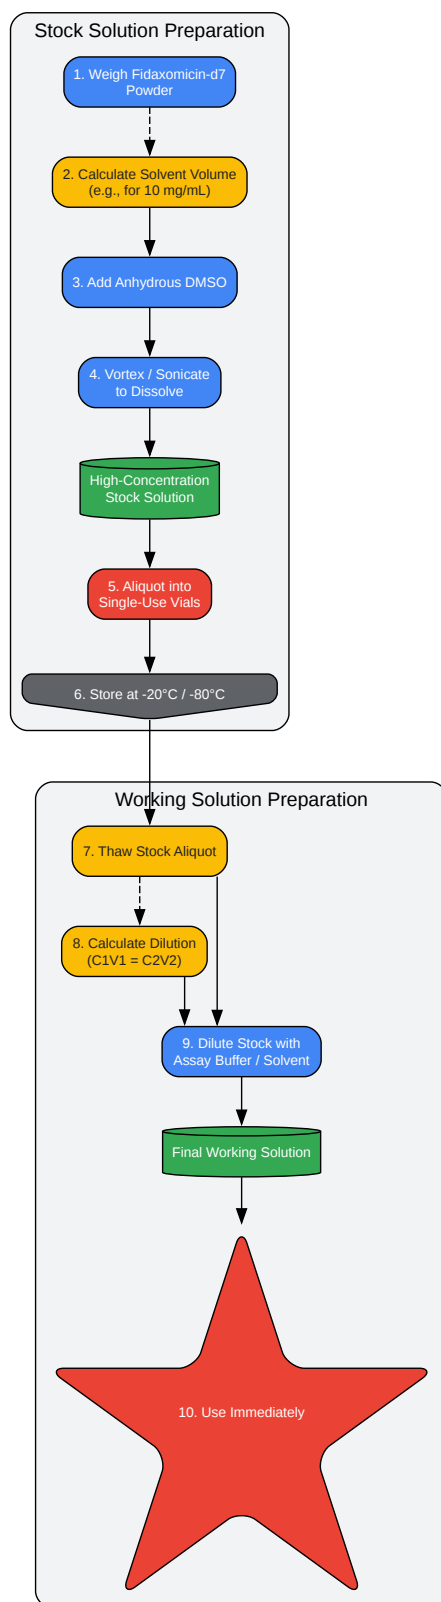 Stock Solution Preparation
1. Weigh Fidaxomicin-d7
Powder
2. Calculate Solvent Volume
(e.g., for 10 mg/mL)
3. Add Anhydrous DMSO
4. Vortex / Sonicate
to Dissolve
High-Concentration
Stock Solution
5. Aliquot into
Single-Use Vials
6. Store at -20°C / -80°C
Working Solution Preparation
7. Thaw Stock Aliquot
8. Calculate Dilution
(C1V1 = C2V2)
9. Dilute Stock with
Assay Buffer / Solvent
Final Working Solution
10. Use Immediately